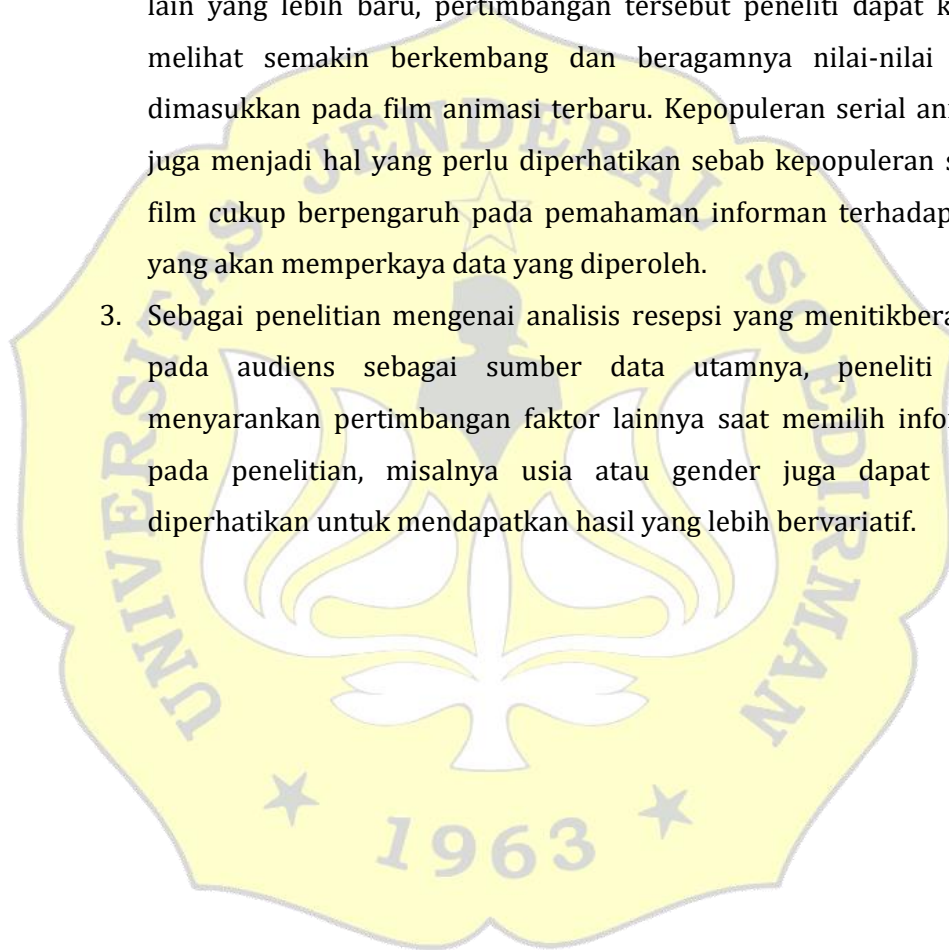 lain yang lebih baru, pertimbangan tersebut peneliti dapat k
melihat semakin berkembang dan beragamnya nilai-nilai
dimasukkan pada film animasi terbaru. Kepopuleran serial ani
juga menjadi hal yang perlu diperhatikan sebab kepopuleran s
film cukup berpengaruh pada pemahaman informan terhadap
yang akan memperkaya data yang diperoleh.
3. Sebagai penelitian mengenai analisis resepsi yang menitikbera
pada audiens sebagai sumber data utamnya, peneliti
menyarankan pertimbangan faktor lainnya saat memilih infor
pada penelitian, misalnya usia atau gender juga dapat
diperhatikan untuk mendapatkan hasil yang lebih bervariatif.
UNIVERSITAS JENDERAL SOEDIRMAN
1963